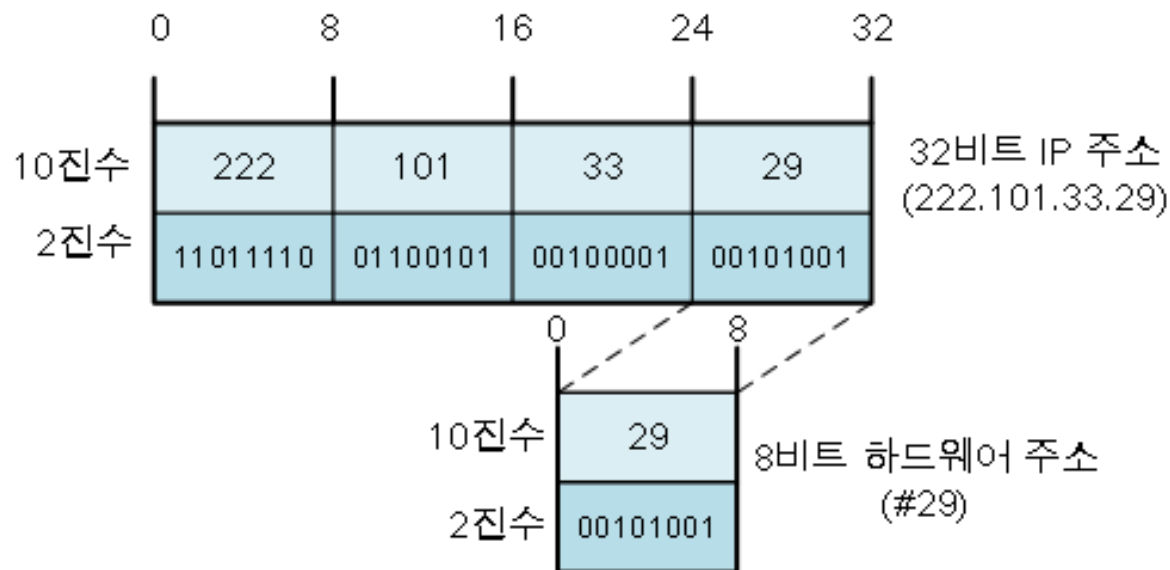 0 8 16 24 32
10진수 222 101 33 29 32비트 IP 주소
(222.101.33.29)
2진수 11011110 01100101 00100001 00101001
0 8
10진수 29 8비트 하드웨어 주소
(#29)
2진수 00101001